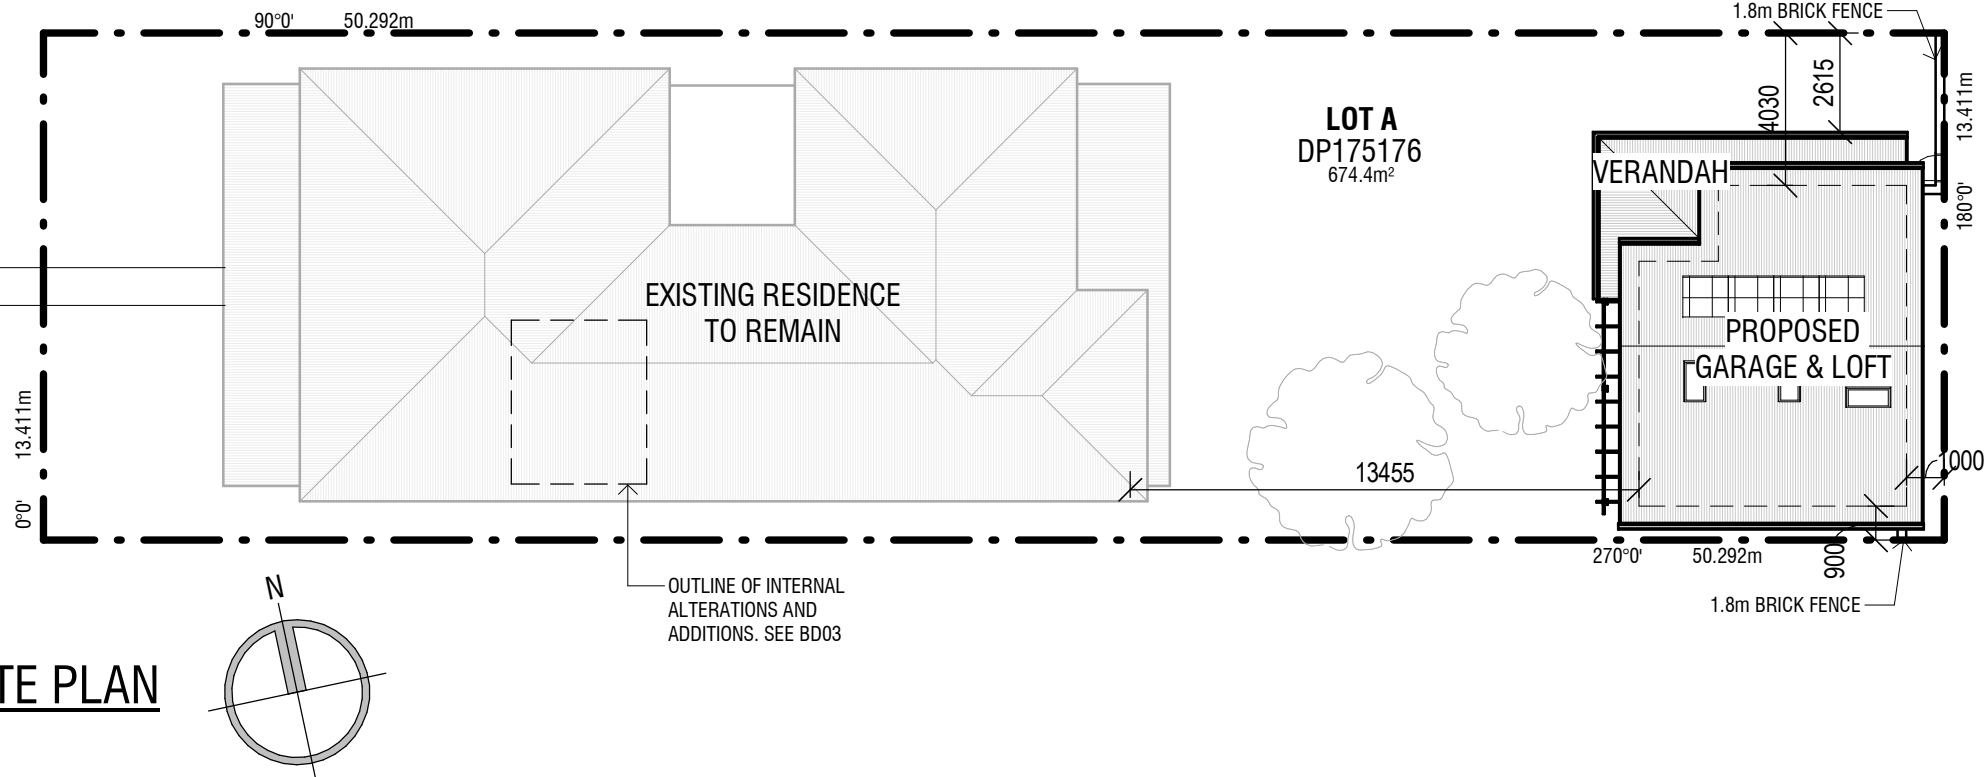 90°0' 50.292m
1.8m BRICK FENCE
4030
2615
13.411m
180°0'
LOT A
DP175176
674.4m²
VERANDAH
EXISTING RESIDENCE
TO REMAIN
PROPOSED
GARAGE & LOFT
13.411m
0°0'
13455
1000
900
270°0' 50.292m
1.8m BRICK FENCE
OUTLINE OF INTERNAL
ALTERATIONS AND
ADDITIONS. SEE BD03
N
TE PLAN